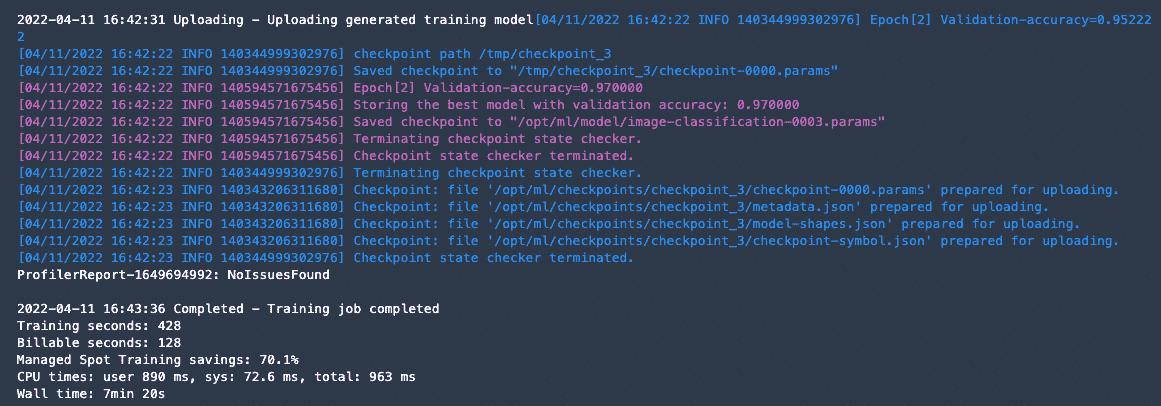 2022-04-11 16:42:31 Uploading - Uploading generated training model[04/11/2022 16:42:22 INFO 140344999302976] Epoch[2] Validation-accuracy=0.95222
2
[04/11/2022 16:42:22 INFO 140344999302976] checkpoint path /tmp/checkpoint_3
[04/11/2022 16:42:22 INFO 140344999302976] Saved checkpoint to "/tmp/checkpoint_3/checkpoint-0000.params"
[04/11/2022 16:42:22 INFO 140594571675456] Epoch[2] Validation-accuracy=0.970000
[04/11/2022 16:42:22 INFO 140594571675456] Storing the best model with validation accuracy: 0.970000
[04/11/2022 16:42:22 INFO 140594571675456] Saved checkpoint to "/opt/ml/model/image-classification-0003.params"
[04/11/2022 16:42:22 INFO 140594571675456] Terminating checkpoint state checker.
[04/11/2022 16:42:22 INFO 140594571675456] Checkpoint state checker terminated.
[04/11/2022 16:42:22 INFO 140344999302976] Terminating checkpoint state checker.
[04/11/2022 16:42:23 INFO 140343206311680] Checkpoint: file '/opt/ml/checkpoints/checkpoint_3/checkpoint-0000.params' prepared for uploading.
[04/11/2022 16:42:23 INFO 140343206311680] Checkpoint: file '/opt/ml/checkpoints/checkpoint_3/metadata.json' prepared for uploading.
[04/11/2022 16:42:23 INFO 140343206311680] Checkpoint: file '/opt/ml/checkpoints/checkpoint_3/model-shapes.json' prepared for uploading.
[04/11/2022 16:42:23 INFO 140343206311680] Checkpoint: file '/opt/ml/checkpoints/checkpoint_3/checkpoint-symbol.json' prepared for uploading.
[04/11/2022 16:42:23 INFO 140344999302976] Checkpoint state checker terminated.
ProfilerReport-1649694992: NoIssuesFound
2022-04-11 16:43:36 Completed - Training job completed
Training seconds: 428
Billable seconds: 128
Managed Spot Training savings: 70.1%
CPU times: user 890 ms, sys: 72.6 ms, total: 963 ms
Wall time: 7min 20s